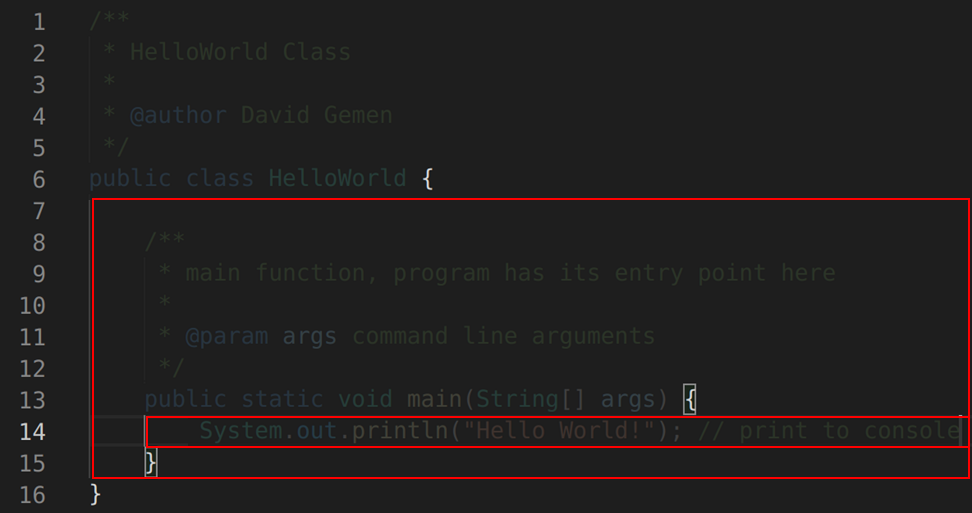 1 /**
2  * HelloWorld Class
3  *
4  * @author David Gemen
5  */
6 public class HelloWorld {
7
8     /**
9      * main function, program has its entry point here
10      *
11      * @param args command line arguments
12      */
13     public static void main(String[] args) {
14         System.out.println("Hello World!"); // print to console
15     }
16 }